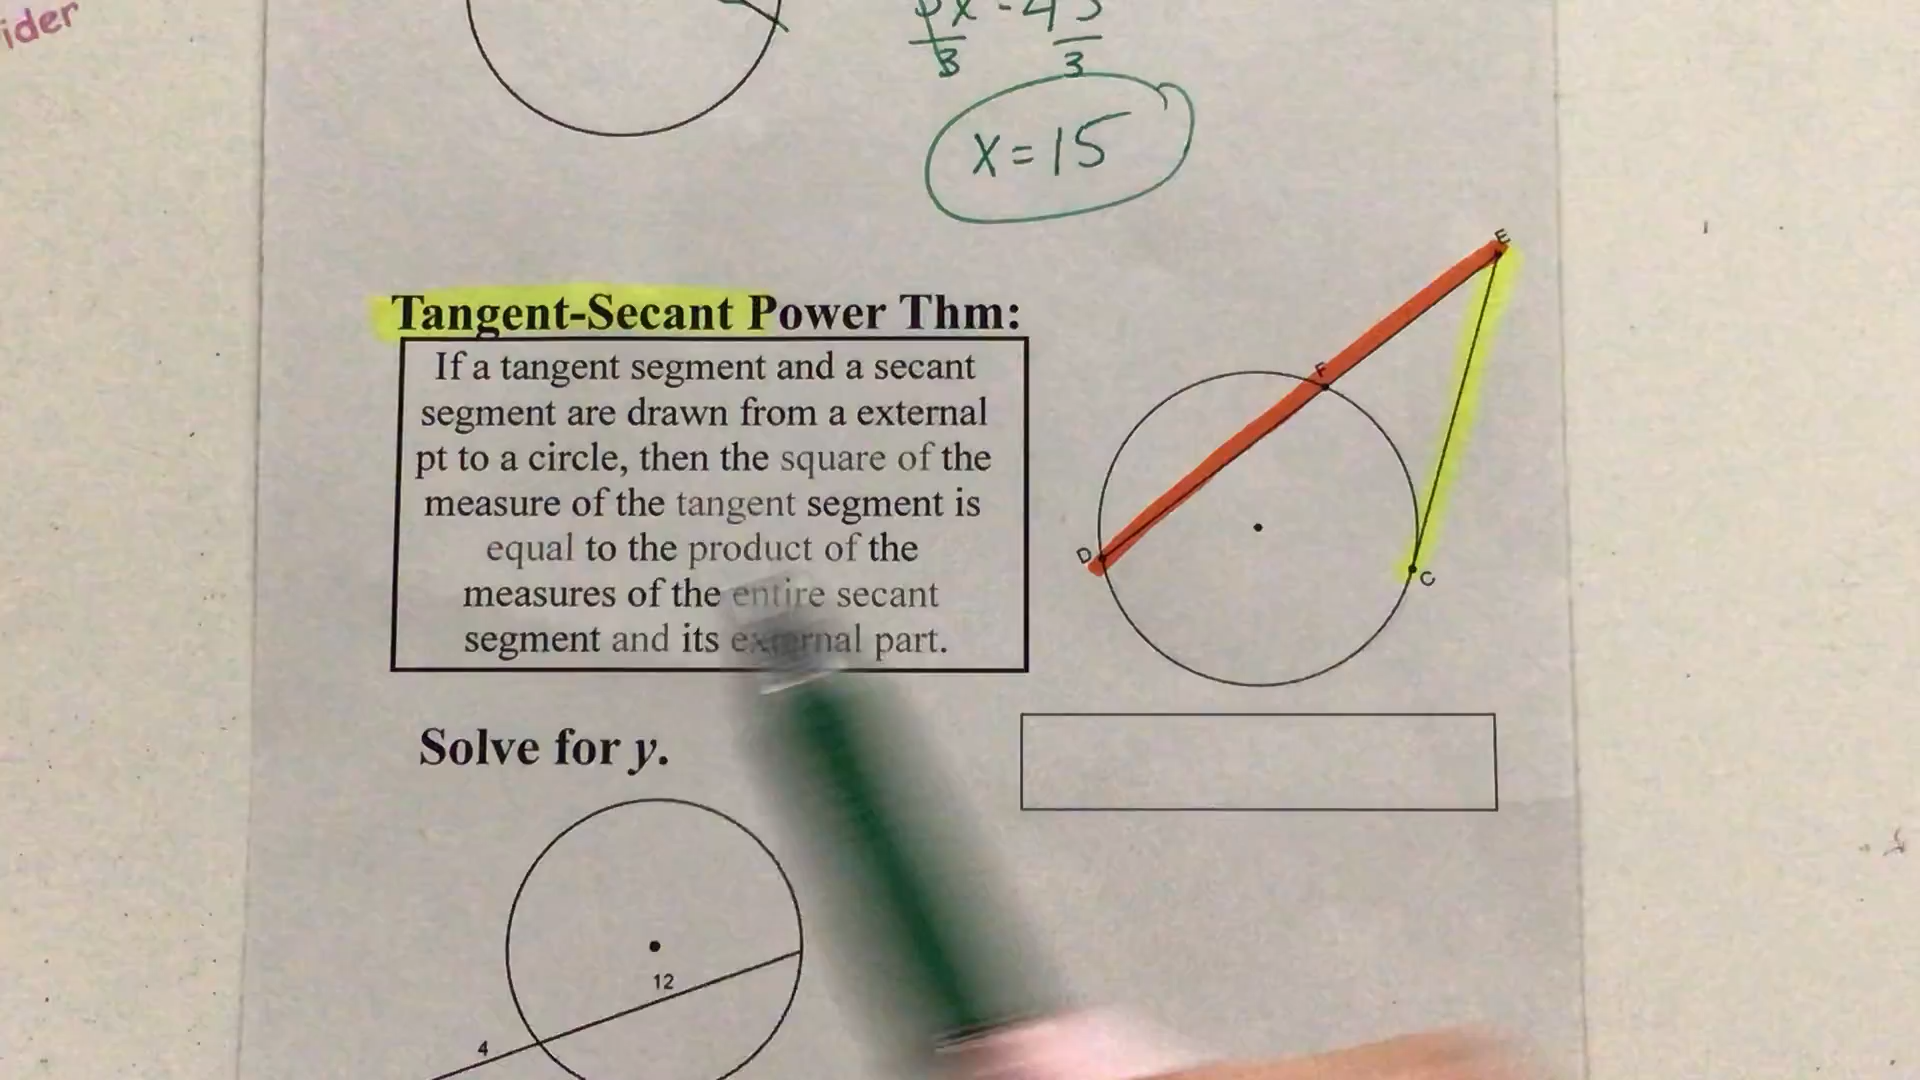 ider
3 3
x=15
Tangent-Secant Power Thm:
If a tangent segment and a secant
segment are drawn from a external
pt to a circle, then the square of the
measure of the tangent segment is
equal to the product of the
measures of the entire secant
segment and its external part.
E
F
D
C
Solve for y.
12
4